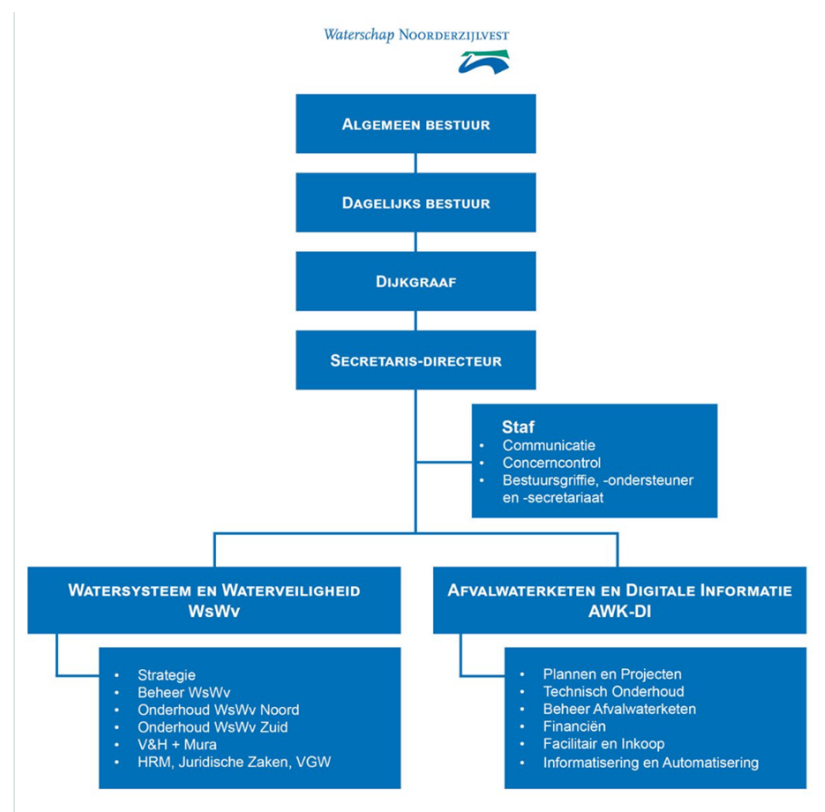 Waterschap Noorderzijlvest
Algemeen bestuur
Dagelijks bestuur
Dijkgraaf
Secretaris-directeur
Staf
• Communicatie
• Concerncontrol
• Bestuursgriffie, -ondersteuner
en -secretariaat
Watersysteem en Waterveiligheid
WsWv
• Strategie
• Beheer WsWv
• Onderhoud WsWv Noord
• Onderhoud WsWv Zuid
• V&H + Mura
• HRM, Juridische Zaken, VGW
Afvalwaterketen en Digitale Informatie
AWK-DI
• Plannen en Projecten
• Technisch Onderhoud
• Beheer Afvalwaterketen
• Financiën
• Facilitair en Inkoop
• Informatisering en Automatisering